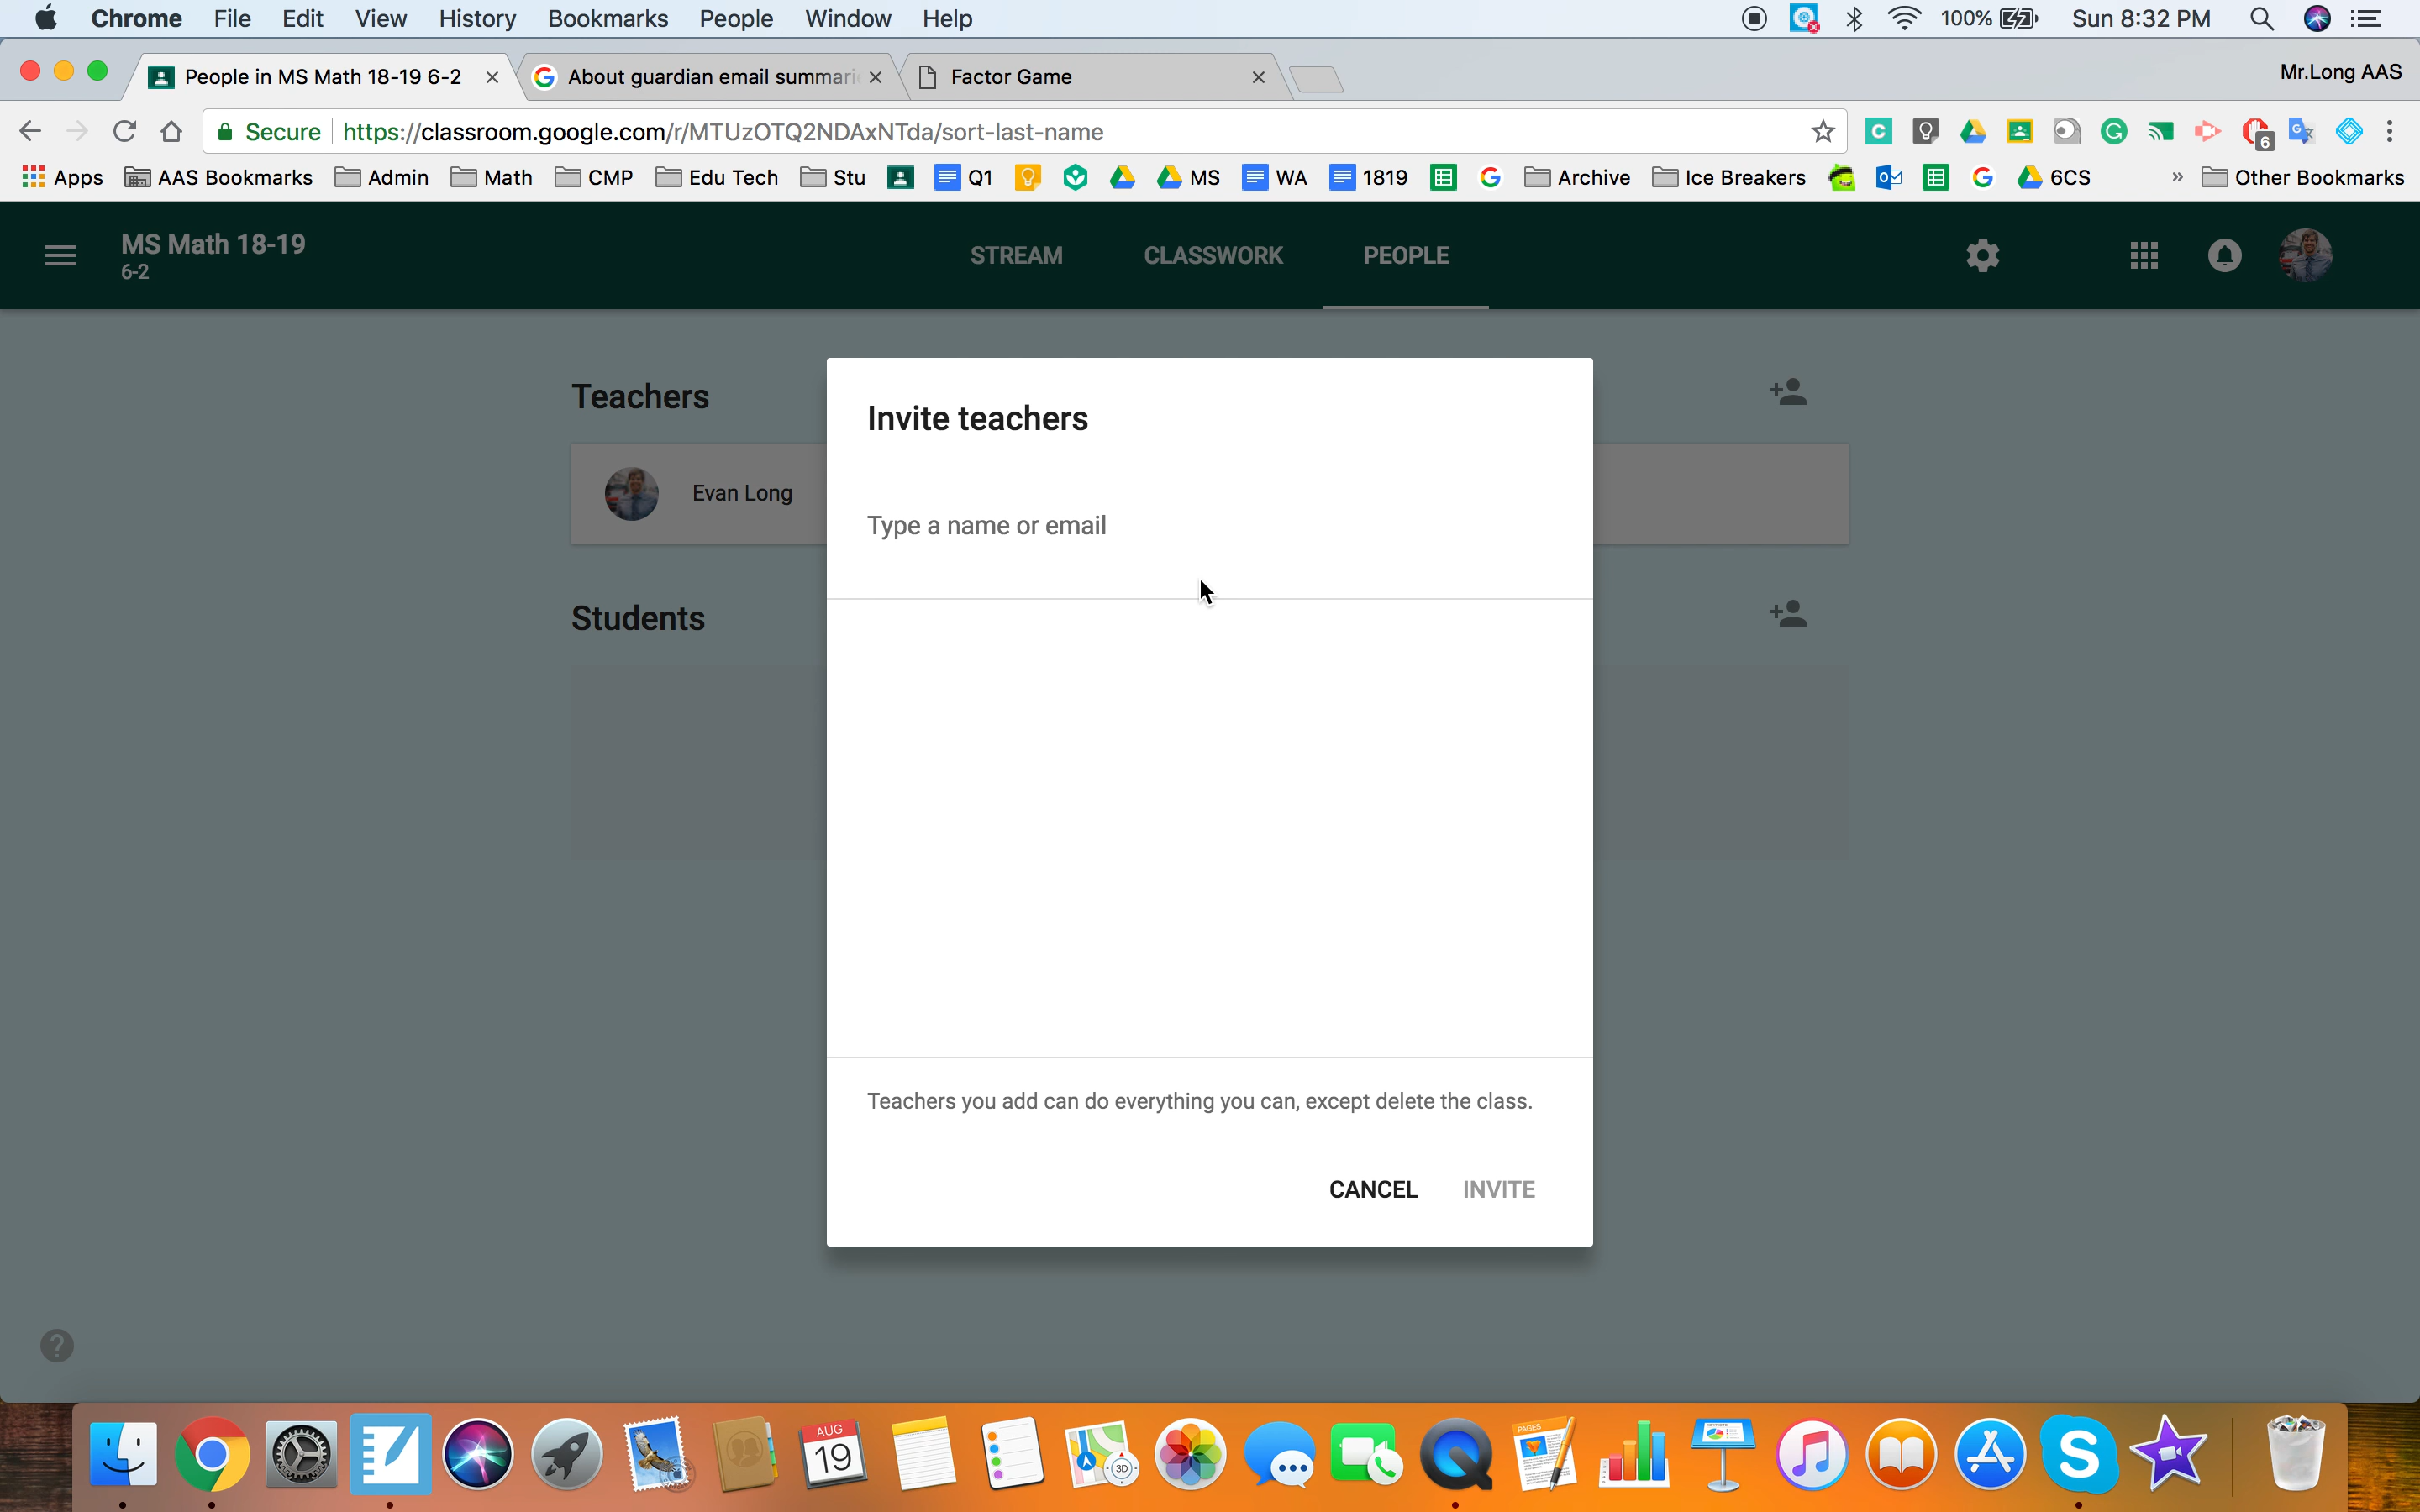 Chrome File Edit View History Bookmarks People Window Help 100% Sun 8:32 PM
People in MS Math 18-19 6-2 About guardian email summari Factor Game Mr.Long AAS
Secure https://classroom.google.com/r/MTUzOTQ2NDAxNTda/sort-last-name 6
Apps AAS Bookmarks Admin Math CMP Edu Tech Stu Q1 MS WA 1819 Archive Ice Breakers 6CS » Other Bookmarks
MS Math 18-19
6-2
STREAM CLASSWORK PEOPLE
Teachers
Evan Long
Students
Invite teachers
Type a name or email
Teachers you add can do everything you can, except delete the class.
CANCEL INVITE
?
AUG
19
3D
PAGES